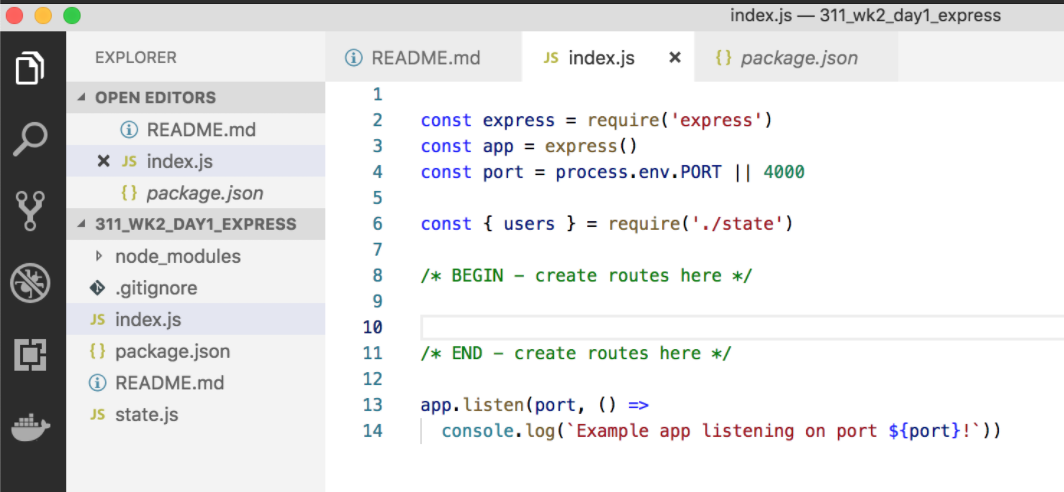 index.js — 311_wk2_day1_express
EXPLORER
OPEN EDITORS
README.md
JS index.js
{} package.json
311_WK2_DAY1_EXPRESS
node_modules
.gitignore
JS index.js
{} package.json
README.md
JS state.js
README.md JS index.js {} package.json
1
2 const express = require('express')
3 const app = express()
4 const port = process.env.PORT || 4000
5
6 const { users } = require('./state')
7
8 /* BEGIN - create routes here */
9
10
11 /* END - create routes here */
12
13 app.listen(port, () =>
14 console.log(`Example app listening on port ${port}!`))